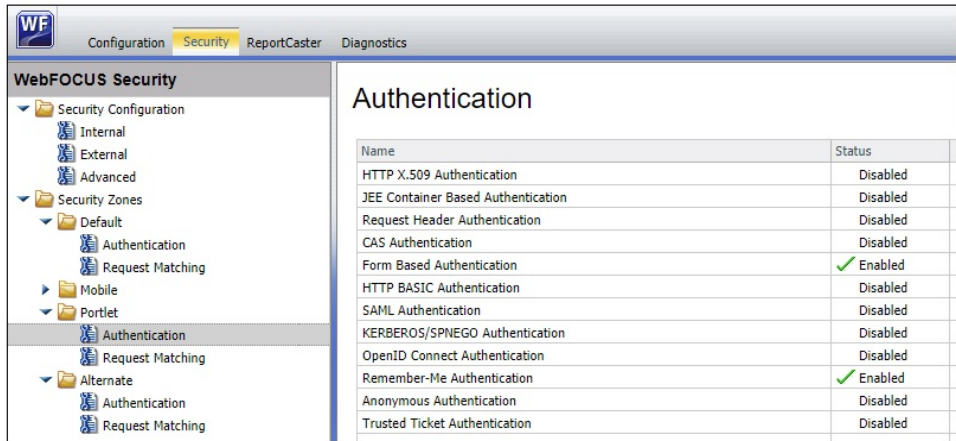 WF
Configuration Security ReportCaster Diagnostics
WebFOCUS Security
Security Configuration
Internal
External
Advanced
Security Zones
Default
Authentication
Request Matching
Mobile
Portlet
Authentication
Request Matching
Alternate
Authentication
Request Matching
Authentication
Name Status
HTTP X.509 Authentication Disabled
JEE Container Based Authentication Disabled
Request Header Authentication Disabled
CAS Authentication Disabled
Form Based Authentication Enabled
HTTP BASIC Authentication Disabled
SAML Authentication Disabled
KERBEROS/SPNEGO Authentication Disabled
OpenID Connect Authentication Disabled
Remember-Me Authentication Enabled
Anonymous Authentication Disabled
Trusted Ticket Authentication Disabled